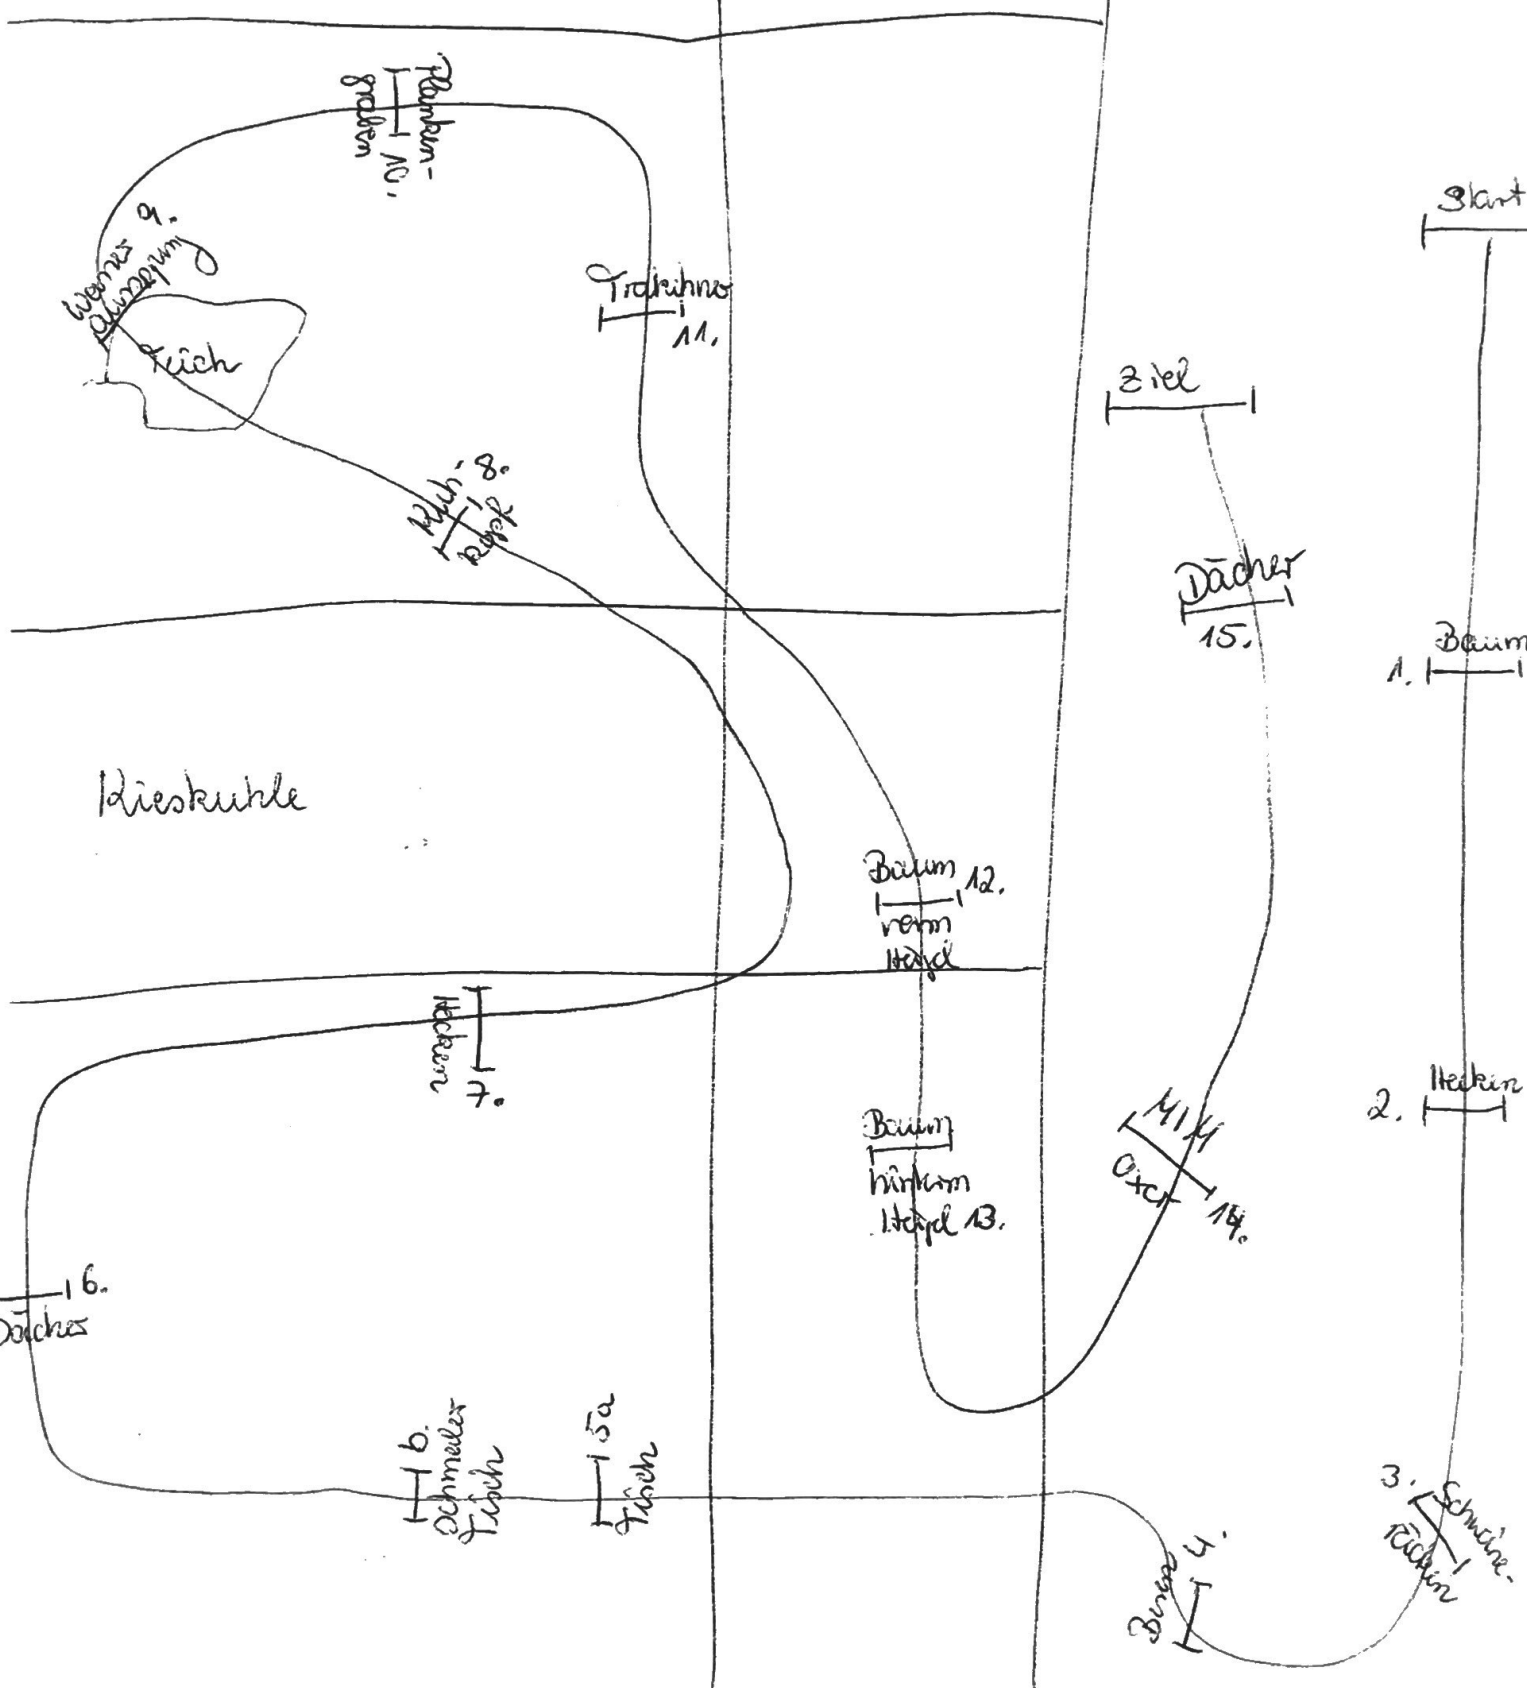 Start
1. Baum
2. Hecken
3. Schweine-
rücken
4. Besen
5a
Tisch
b.
Schmaler
Tisch
6.
Dächer
7.
Hecken
Kieskuhle
8.
9.
Teich
Planken-
graben
10.
Trakehner
11.
Baum 12.
vorm
Hügel
Baum
hinterm
Hügel 13.
MIM
Oxer 14.
Dächer
15.
Ziel